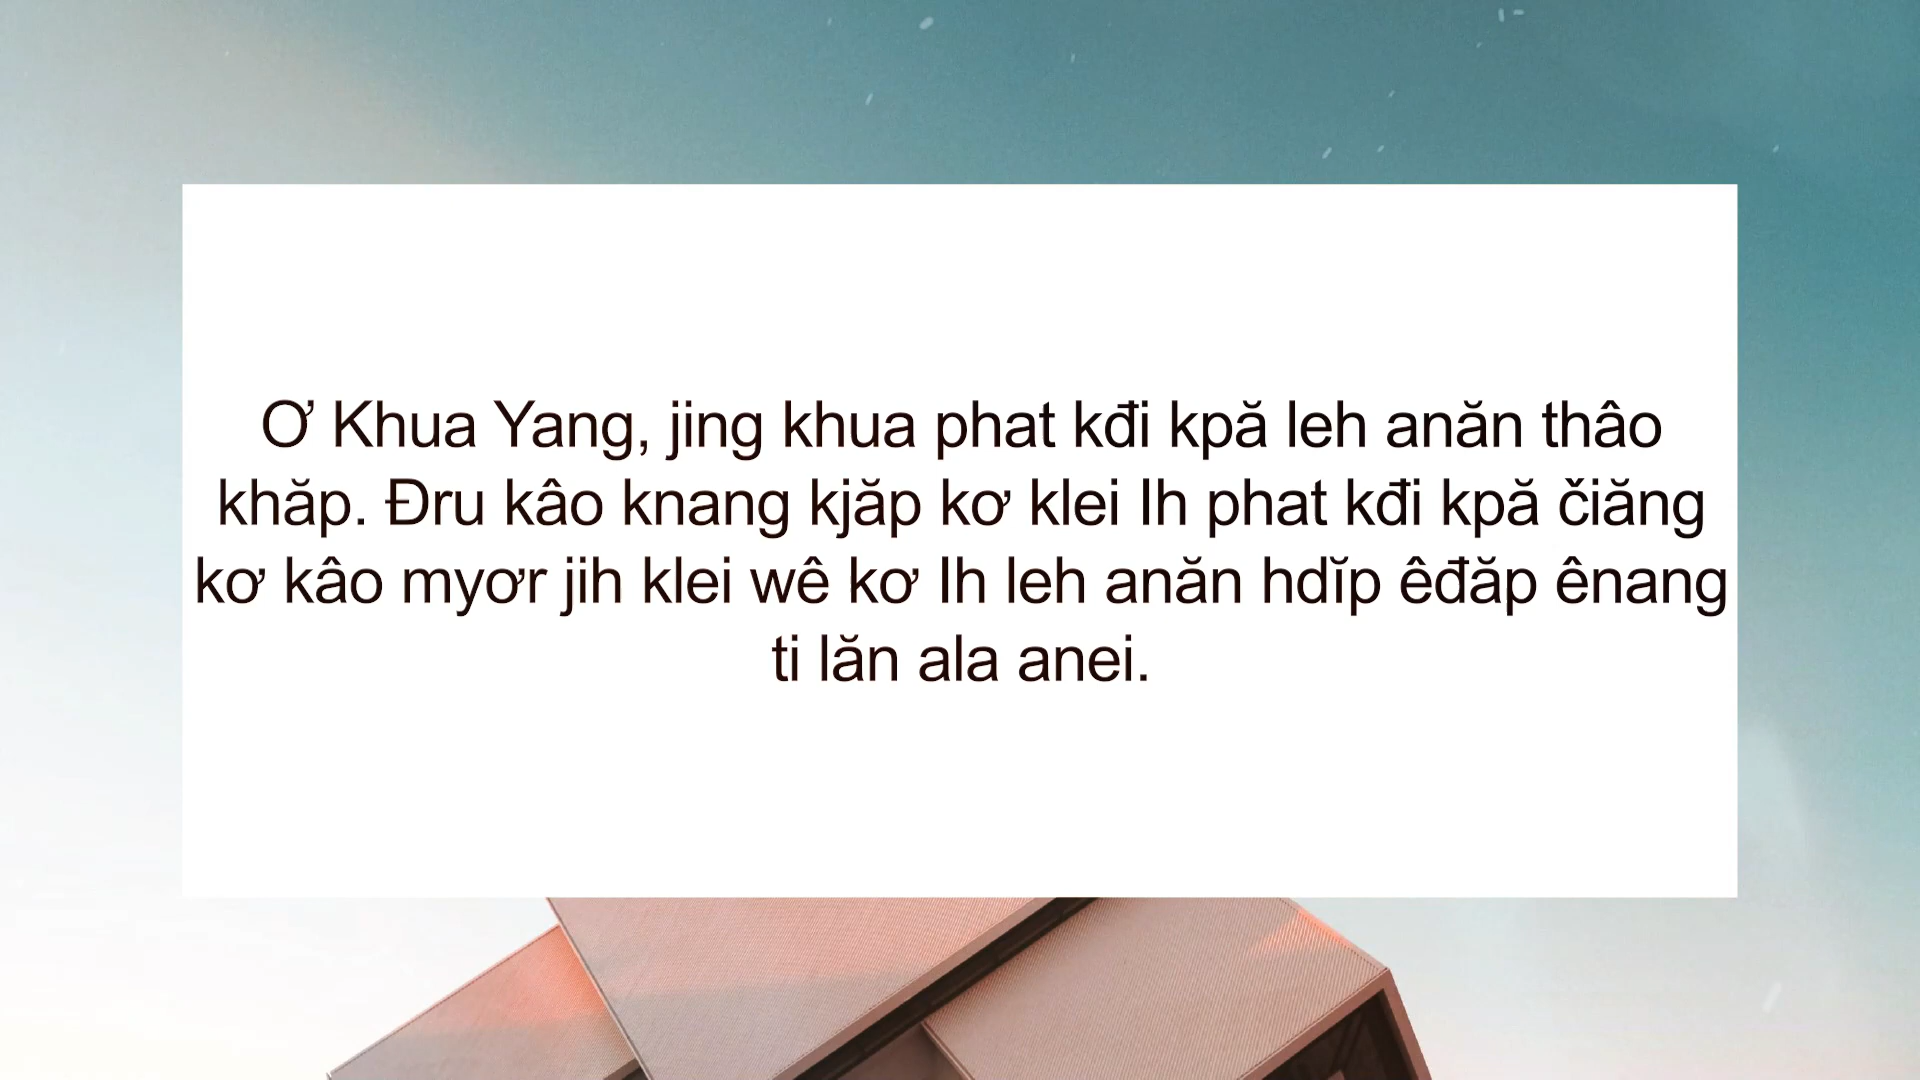 Ơ Khua Yang, jing khua phat kđi kpă leh anăn thâo
khăp. Đru kâo knang kjăp kơ klei Ih phat kđi kpă čiăng
kơ kâo myơr jih klei wê kơ Ih leh anăn hdĭp êđăp ênang
ti lăn ala anei.